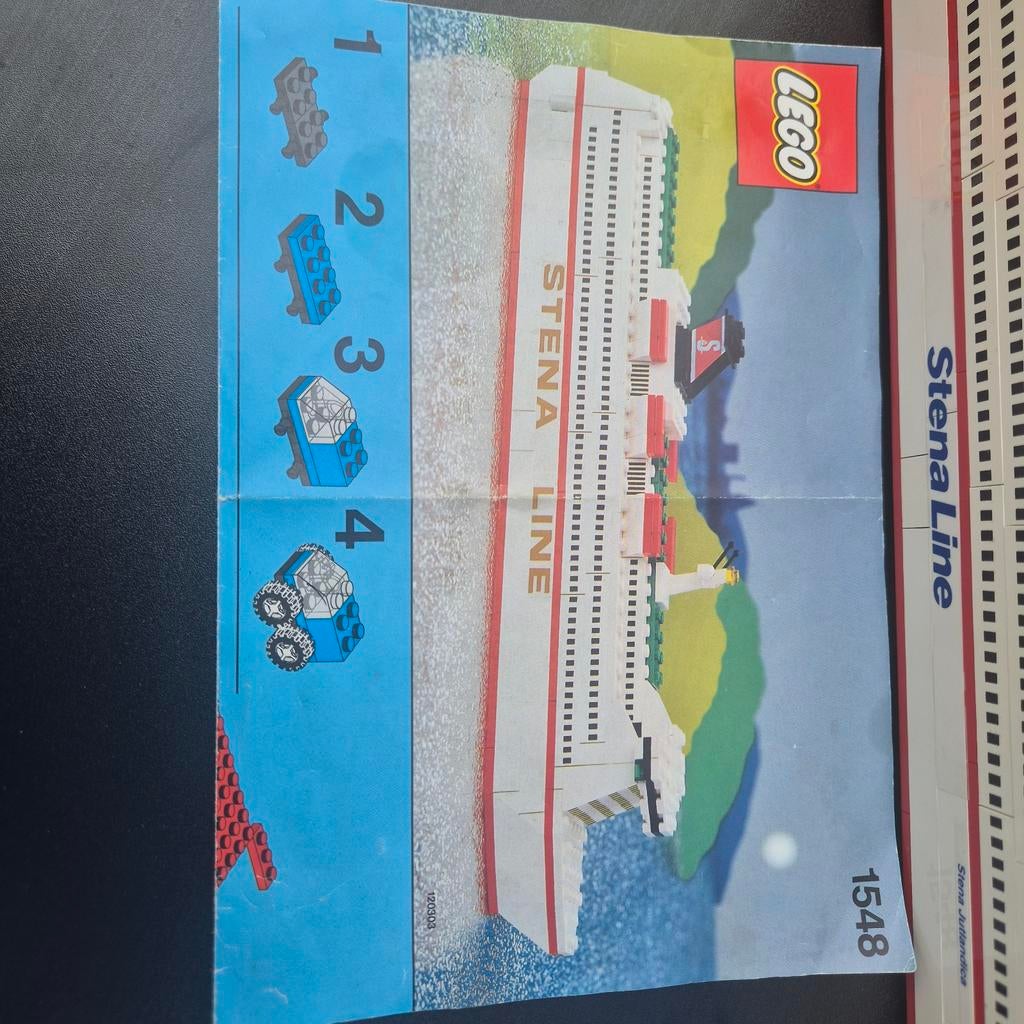 LEGO
1548
S
STENA LINE
120303
1 2 3 4
Stena Line
Stena Jutlandica